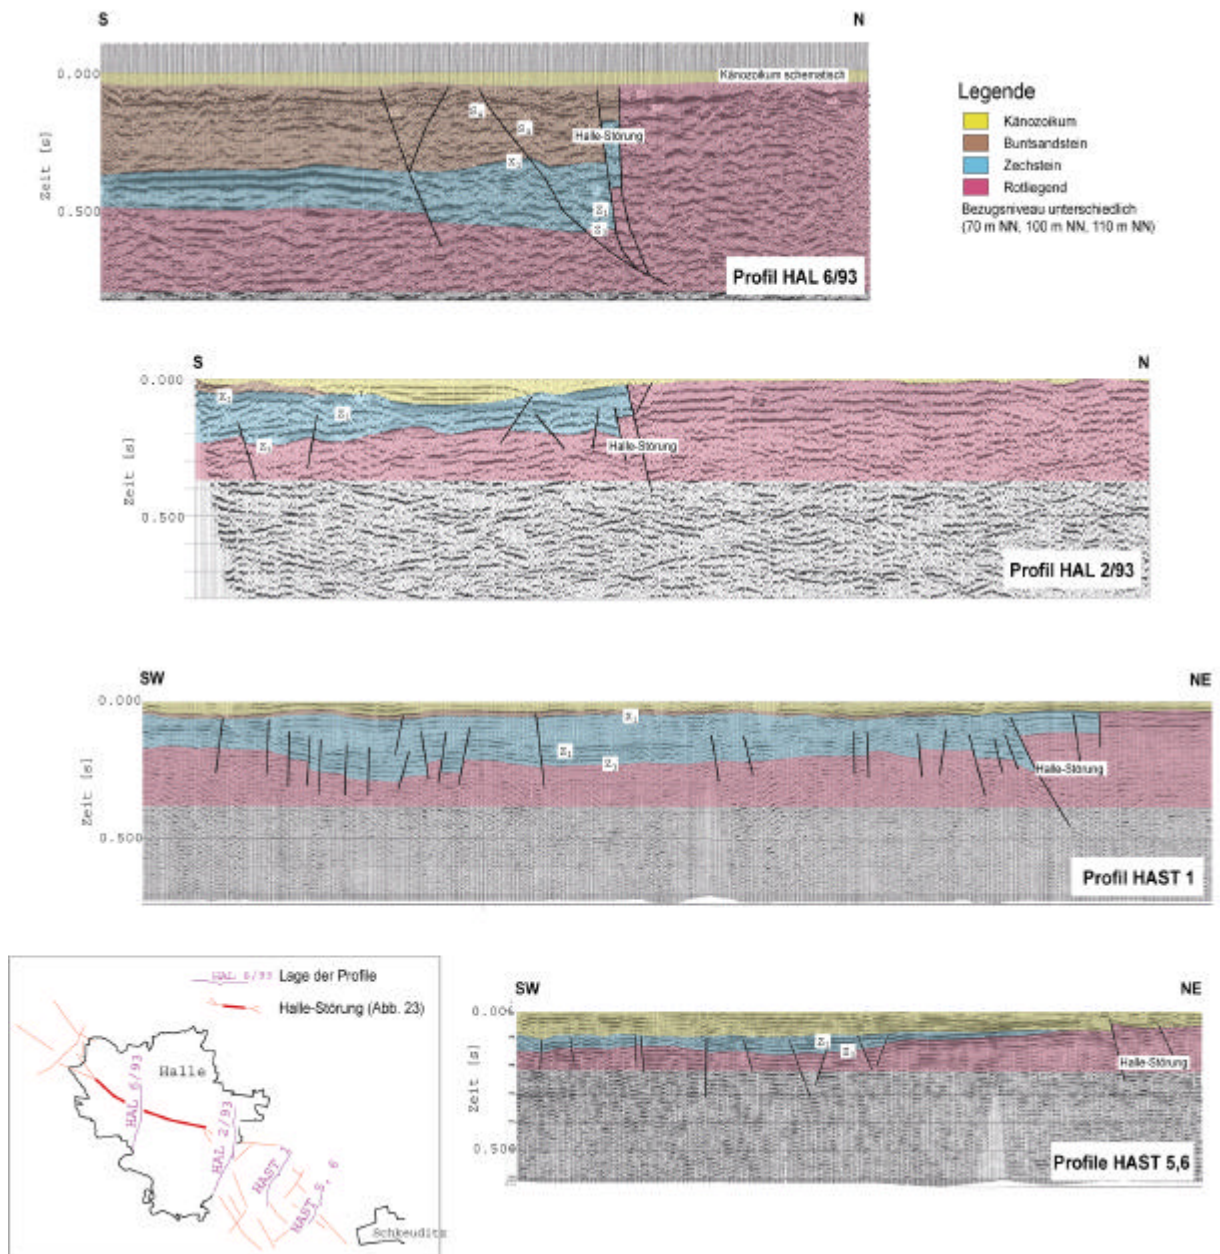 S
N
0.000
Känozoikum schematisch
Halle-Störung
Zeit [s]
0.500
Profil HAL 6/93
Legende
Känozoikum
Buntsandstein
Zechstein
Rotliegend
Bezugsniveau unterschiedlich
(70 m NN, 100 m NN, 110 m NN)
S
N
0.000
Halle-Störung
Zeit [s]
0.500
Profil HAL 2/93
SW
NE
0.000
Halle-Störung
Zeit [s]
0.500
Profil HAST 1
HAL 6/93 Lage der Profile
Halle-Störung (Abb. 23)
Halle
HAL 6/93
HAL 2/93
HAST
HAST 5, 6
Schkeuditz
SW
NE
Halle-Störung
Zeit [s]
0.500
Profile HAST 5,6